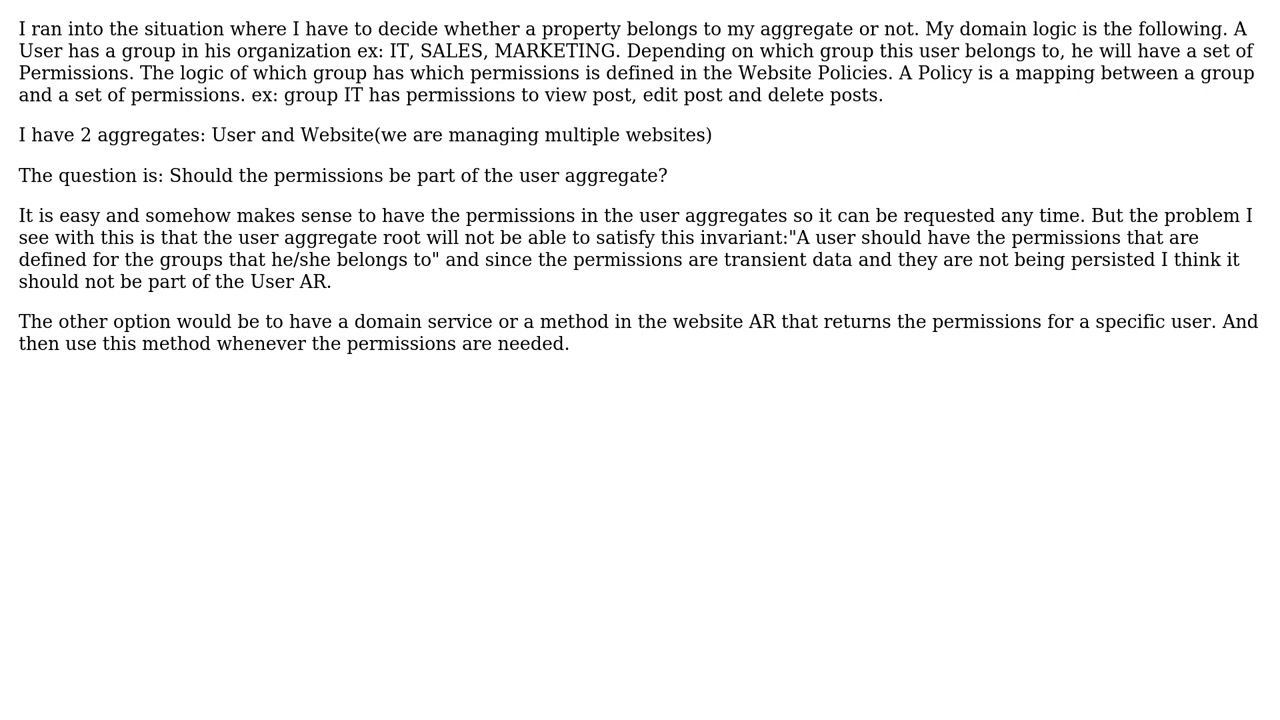 I ran into the situation where I have to decide whether a property belongs to my aggregate or not. My domain logic is the following. A
User has a group in his organization ex: IT, SALES, MARKETING. Depending on which group this user belongs to, he will have a set of
Permissions. The logic of which group has which permissions is defined in the Website Policies. A Policy is a mapping between a group
and a set of permissions. ex: group IT has permissions to view post, edit post and delete posts.
I have 2 aggregates: User and Website(we are managing multiple websites)
The question is: Should the permissions be part of the user aggregate?
It is easy and somehow makes sense to have the permissions in the user aggregates so it can be requested any time. But the problem I
see with this is that the user aggregate root will not be able to satisfy this invariant:"A user should have the permissions that are
defined for the groups that he/she belongs to" and since the permissions are transient data and they are not being persisted I think it
should not be part of the User AR.
The other option would be to have a domain service or a method in the website AR that returns the permissions for a specific user. And
then use this method whenever the permissions are needed.